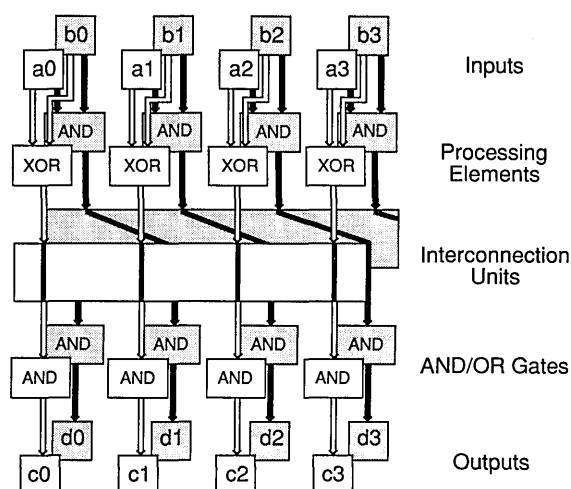 b0 b1 b2 b3
a0 a1 a2 a3 Inputs
AND AND AND AND
Processing
XOR XOR XOR XOR
Elements
Interconnection
Units
AND AND AND AND
AND/OR Gates
AND AND AND AND
d0 d1 d2 d3
c0 c1 c2 c3 Outputs